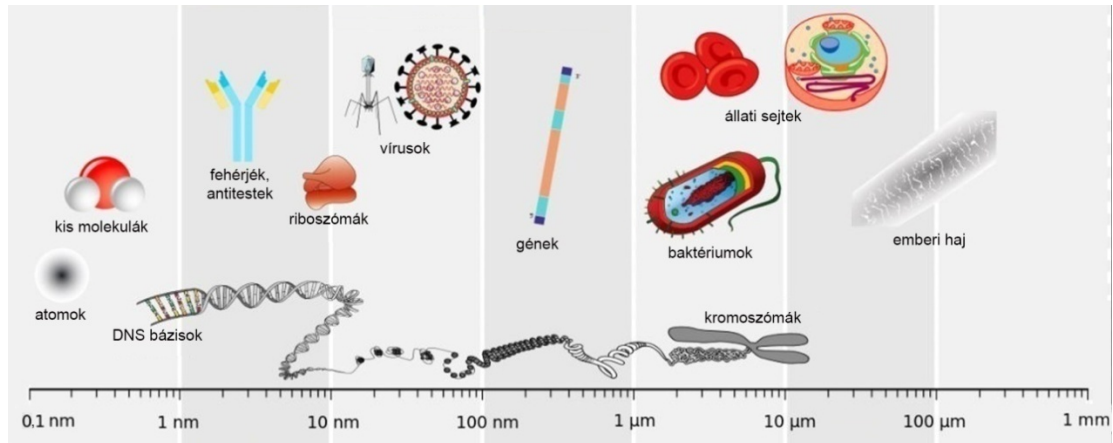 vírusok
állati sejtek
fehérjék,
antitestek
riboszómák
kis molekulák
gének
baktériumok
emberi haj
atomok
DNS bázisok
kromoszómák
0,1 nm
1 nm
10 nm
100 nm
1 µm
10 µm
100 µm
1 mm